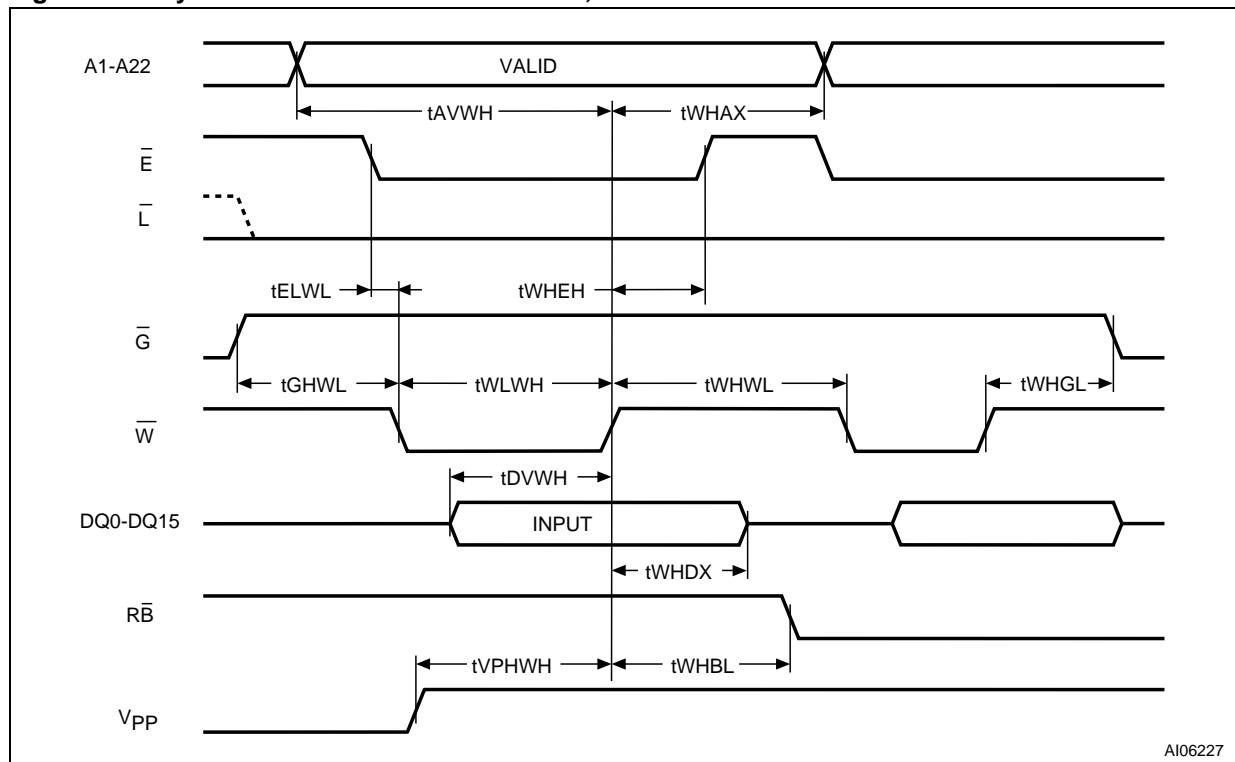 A1-A22
VALID
tAVWH
tWHAX
E̅
L̅
tELWL
tWHEH
G̅
tGHWL
tWLWH
tWHWL
tWHGL
W̅
tDVWH
DQ0-DQ15
INPUT
tWHDX
RB̅
tVPHWH
tWHBL
VPP
AI06227